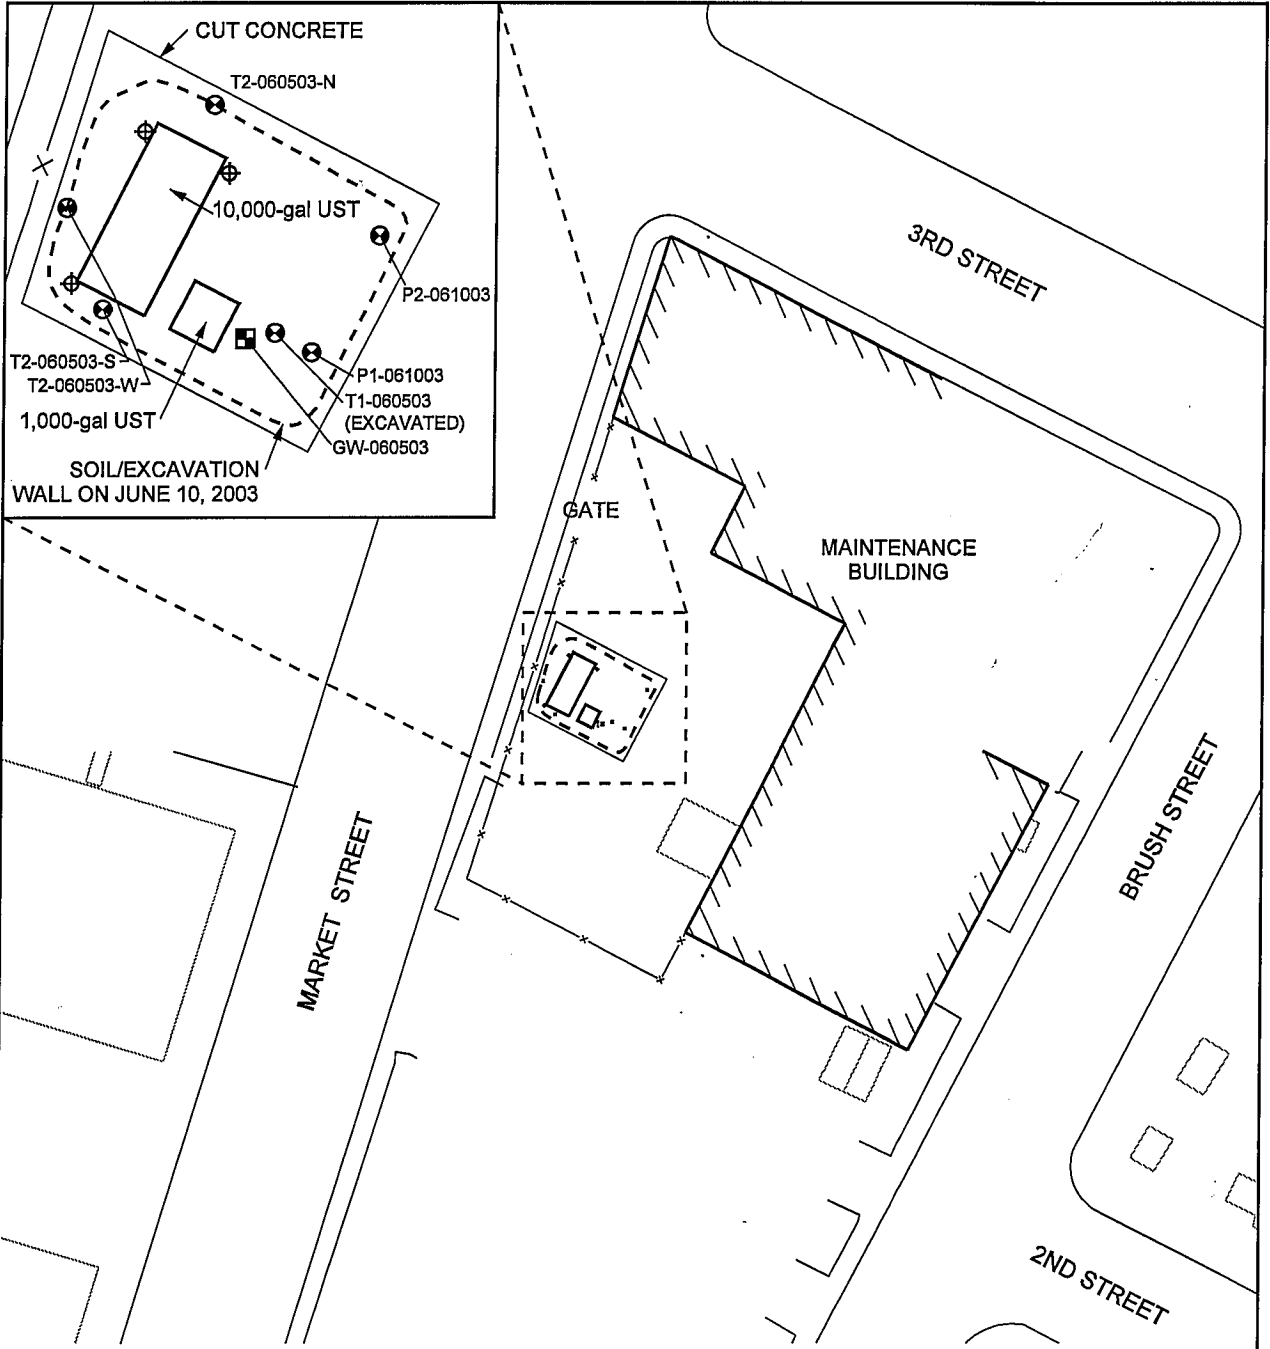 CUT CONCRETE
T2-060503-N
10,000-gal UST
P2-061003
T2-060503-S
T2-060503-W
1,000-gal UST
P1-061003
T1-060503
(EXCAVATED)
GW-060503
SOIL/EXCAVATION
WALL ON JUNE 10, 2003
3RD STREET
GATE
MAINTENANCE
BUILDING
BRUSH STREET
MARKET STREET
2ND STREET